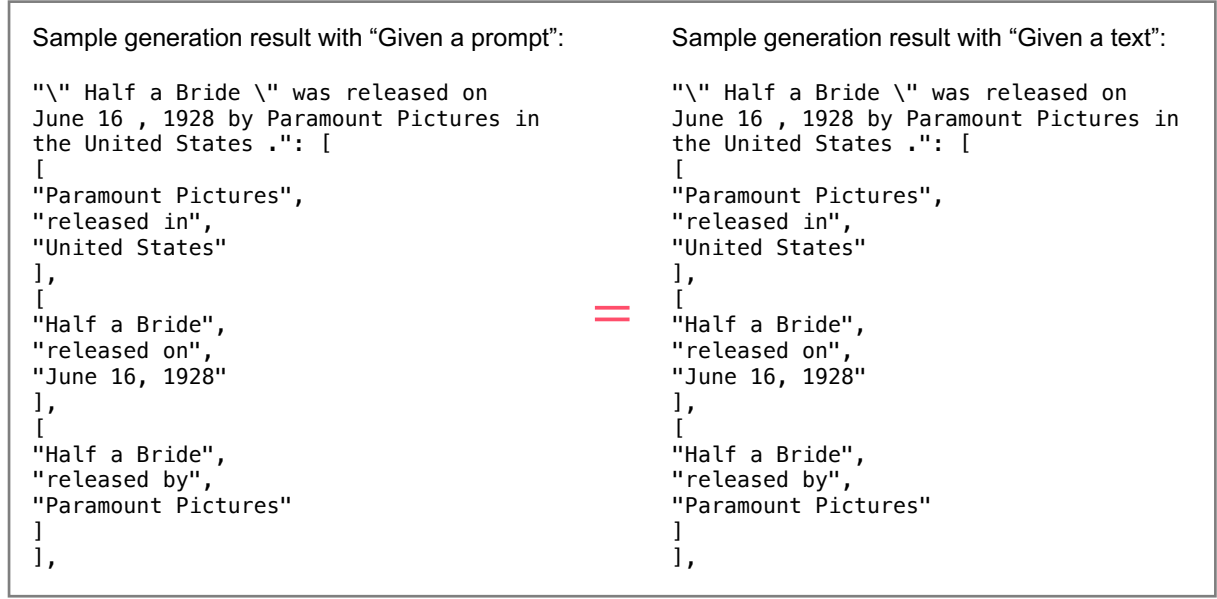 Sample generation result with “Given a prompt”:
"\" Half a Bride \" was released on
June 16 , 1928 by Paramount Pictures in
the United States .": [
[
"Paramount Pictures",
"released in",
"United States"
],
[
"Half a Bride",
"released on",
"June 16, 1928"
],
[
"Half a Bride",
"released by",
"Paramount Pictures"
]
],
=
Sample generation result with “Given a text”:
"\" Half a Bride \" was released on
June 16 , 1928 by Paramount Pictures in
the United States .": [
[
"Paramount Pictures",
"released in",
"United States"
],
[
"Half a Bride",
"released on",
"June 16, 1928"
],
[
"Half a Bride",
"released by",
"Paramount Pictures"
]
],